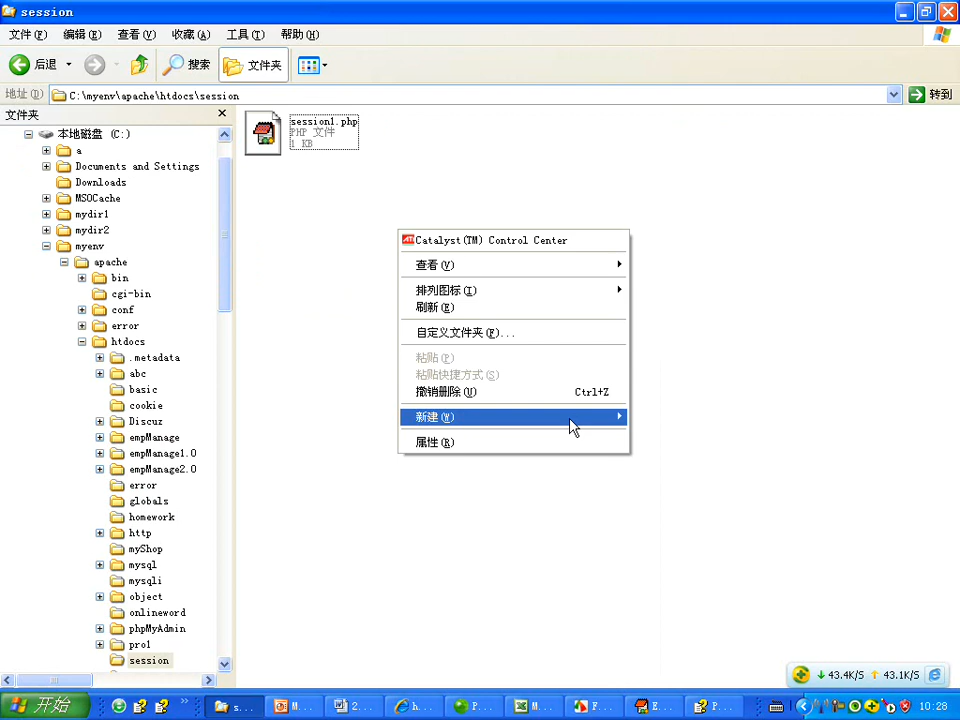 session
文件(F) 编辑(E) 查看(V) 收藏(A) 工具(T) 帮助(H)
后退 搜索 文件夹
地址(D) C:\myenv\apache\htdocs\session 转到
文件夹
本地磁盘 (C:)
a
Documents and Settings
Downloads
MSOCache
mydir1
mydir2
myenv
apache
bin
cgi-bin
conf
error
htdocs
.metadata
abc
basic
cookie
Discuz
empManage
empManage1.0
empManage2.0
error
globals
homework
http
myShop
mysql
mysqli
object
onlineword
phpMyAdmin
pro1
session
session1.php
PHP 文件
1 KB
Catalyst(TM) Control Center
查看(V)
排列图标(I)
刷新(E)
自定义文件夹(F)...
粘贴(P)
粘贴快捷方式(S)
撤销删除(U) Ctrl+Z
新建(W)
属性(R)
43.4K/S 43.1K/S
开始 s... M... 2... h... P... M... F... E... P... 10:28